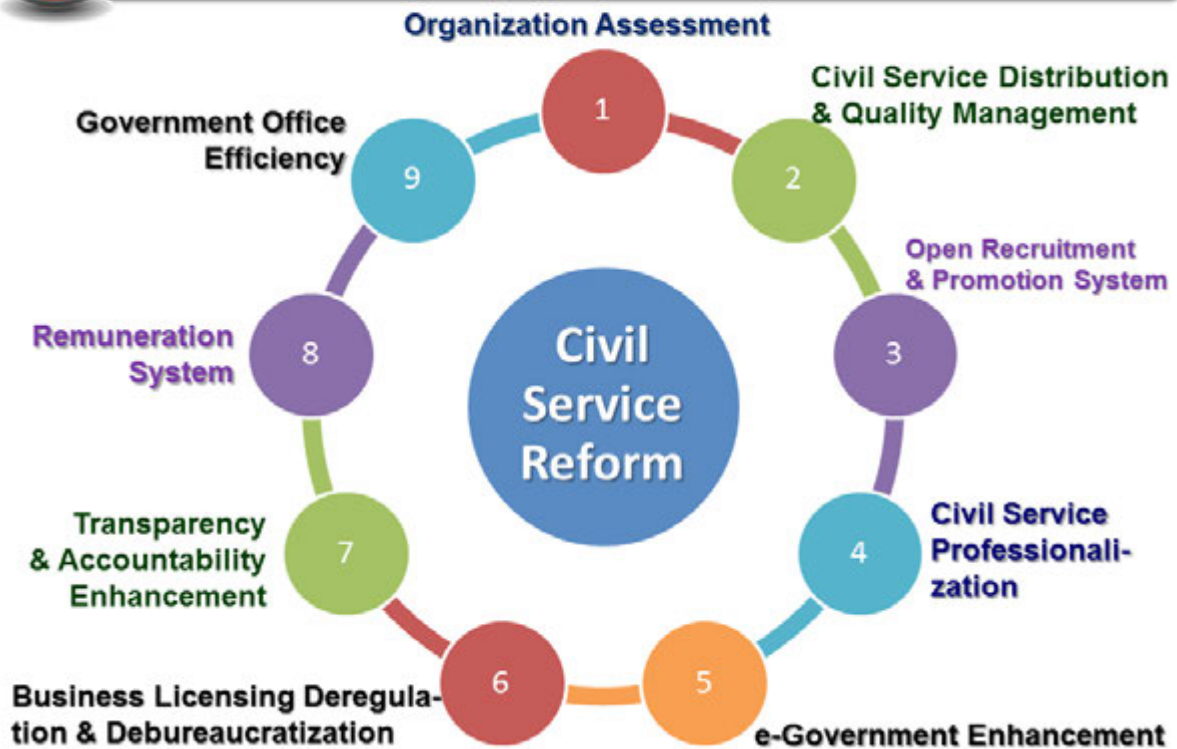 Organization Assessment
1
Civil Service Distribution
& Quality Management
2
Open Recruitment
& Promotion System
3
Civil Service
Professionali-
zation
4
e-Government Enhancement
5
Business Licensing Deregula-
tion & Debureaucratization
6
Transparency
& Accountability
Enhancement
7
Remuneration
System
8
Government Office
Efficiency
9
Civil
Service
Reform